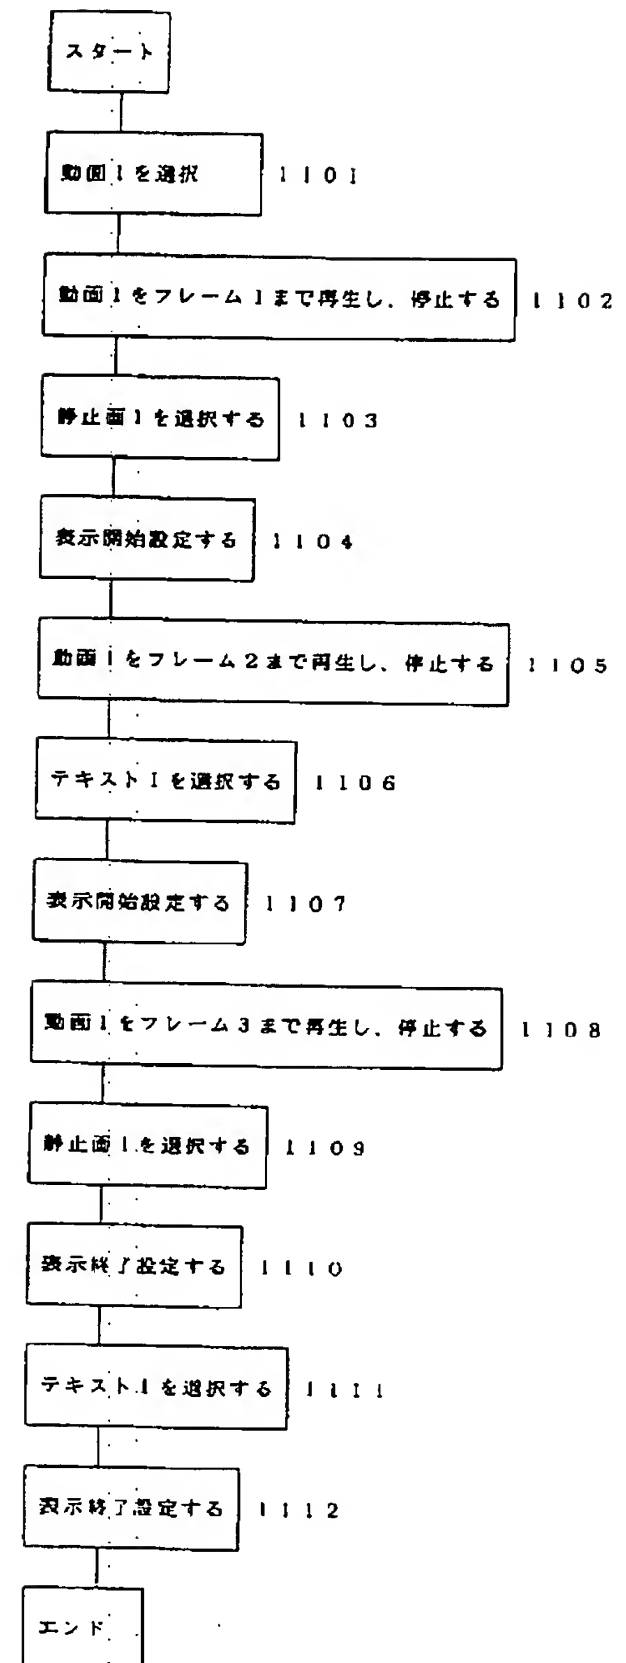 スタート
動画1を選択 1101
動画1をフレーム1まで再生し、停止する 1102
静止画1を選択する 1103
表示開始設定する 1104
動画1をフレーム2まで再生し、停止する 1105
テキスト1を選択する 1106
表示開始設定する 1107
動画1をフレーム3まで再生し、停止する 1108
静止画1を選択する 1109
表示終了設定する 1110
テキスト1を選択する 1111
表示終了設定する 1112
エンド